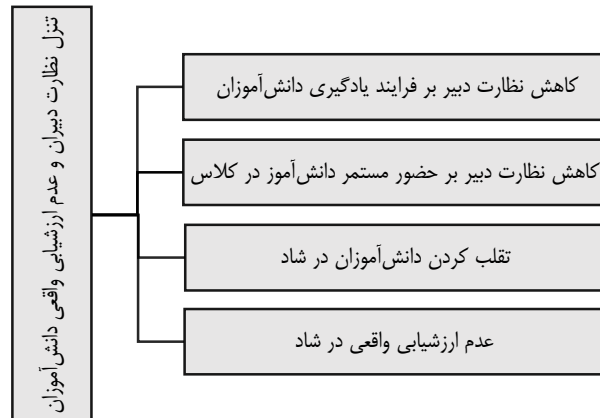 تنزل نظارت دبیران و عدم ارزشیابی واقعی دانش‌آموزان
کاهش نظارت دبیر بر فرایند یادگیری دانش‌آموزان
کاهش نظارت دبیر بر حضور مستمر دانش‌آموز در کلاس
تقلب کردن دانش‌آموزان در شاد
عدم ارزشیابی واقعی در شاد